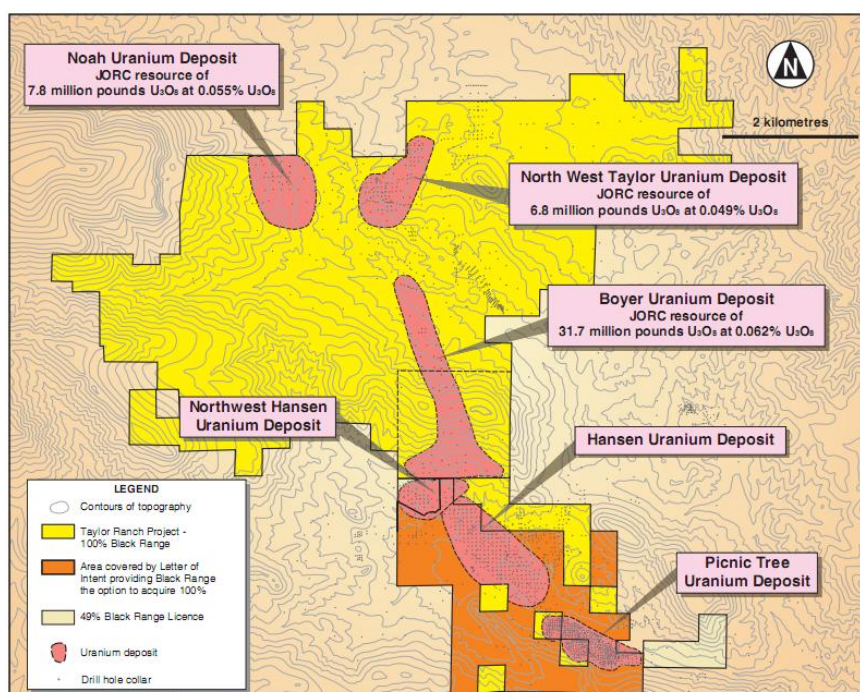 Noah Uranium Deposit
JORC resource of
7.8 million pounds U₃O₈ at 0.055% U₃O₈
N
2 kilometres
North West Taylor Uranium Deposit
JORC resource of
6.8 million pounds U₃O₈ at 0.049% U₃O₈
Boyer Uranium Deposit
JORC resource of
31.7 million pounds U₃O₈ at 0.062% U₃O₈
Northwest Hansen
Uranium Deposit
Hansen Uranium Deposit
Picnic Tree
Uranium Deposit
LEGEND
Contours of topography
Taylor Ranch Project -
100% Black Range
Area covered by Letter of
Intent providing Black Range
the option to acquire 100%
49% Black Range Licence
Uranium deposit
Drill hole collar